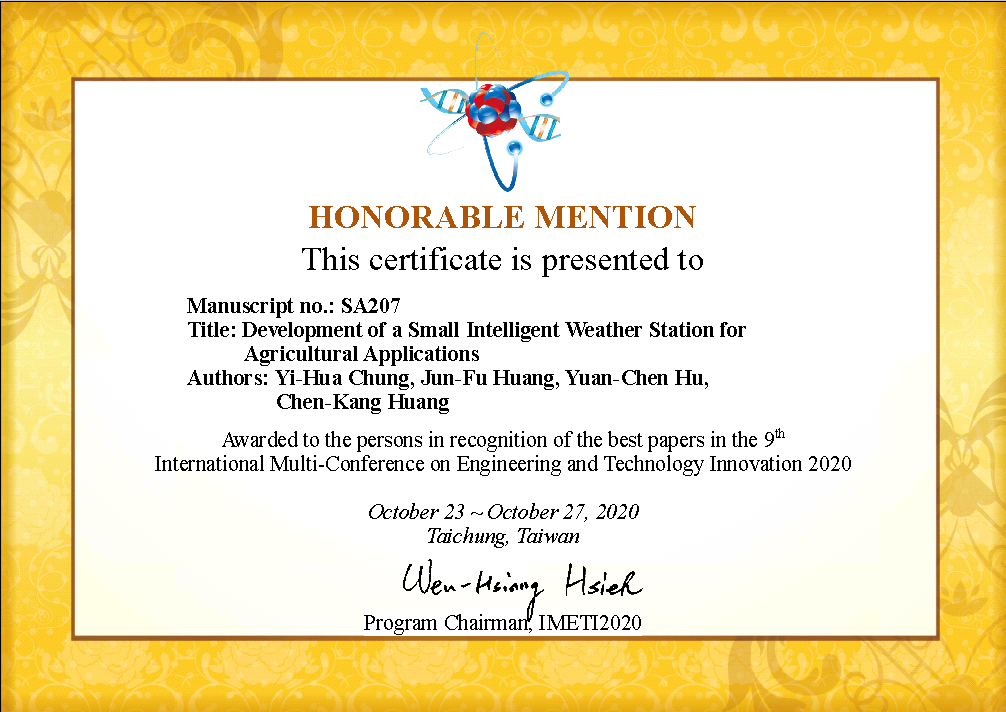 HONORABLE MENTION
This certificate is presented to
Manuscript no.: SA207
Title: Development of a Small Intelligent Weather Station for
Agricultural Applications
Authors: Yi-Hua Chung, Jun-Fu Huang, Yuan-Chen Hu,
Chen-Kang Huang
Awarded to the persons in recognition of the best papers in the 9th
International Multi-Conference on Engineering and Technology Innovation 2020
October 23 ~ October 27, 2020
Taichung, Taiwan
Wen-Hsiang Hsieh
Program Chairman, IMETI2020